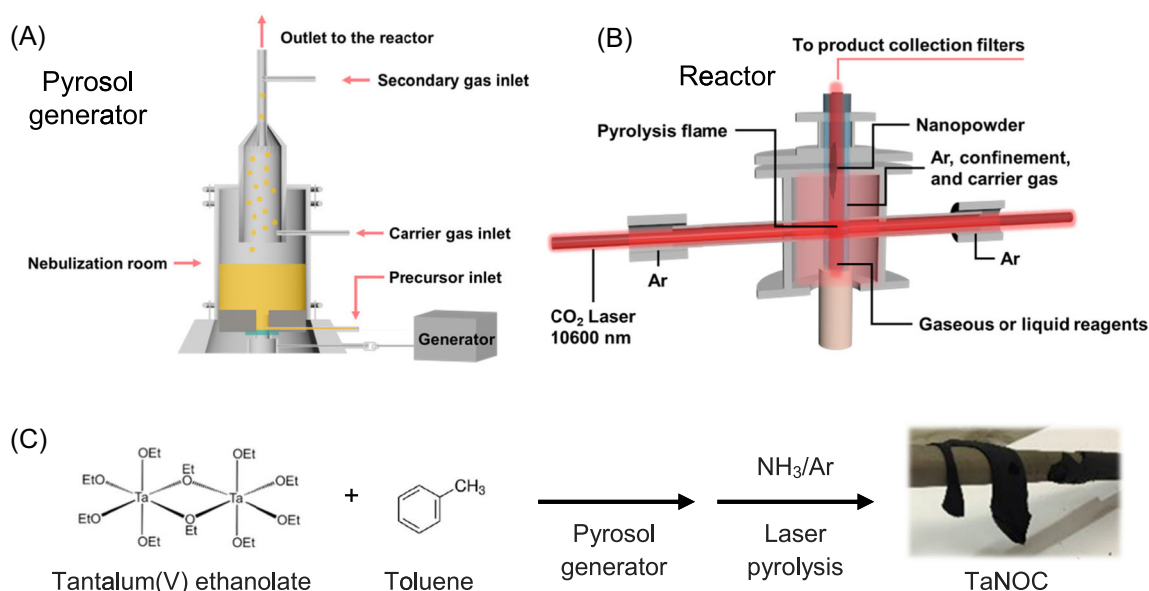 (A)
Pyrosol
generator
Outlet to the reactor
Secondary gas inlet
Carrier gas inlet
Nebulization room
Precursor inlet
Generator
(B)
Reactor
To product collection filters
Pyrolysis flame
Nanopowder
Ar, confinement,
and carrier gas
Ar
Ar
CO₂ Laser
10600 nm
Gaseous or liquid reagents
(C)
OEt
OEt
EtO
Et
O
OEt
Ta
Ta
EtO
O
Et
OEt
OEt
OEt
Tantalum(V) ethanolate
+
CH₃
Toluene
Pyrosol
generator
NH₃/Ar
Laser
pyrolysis
TaNOC